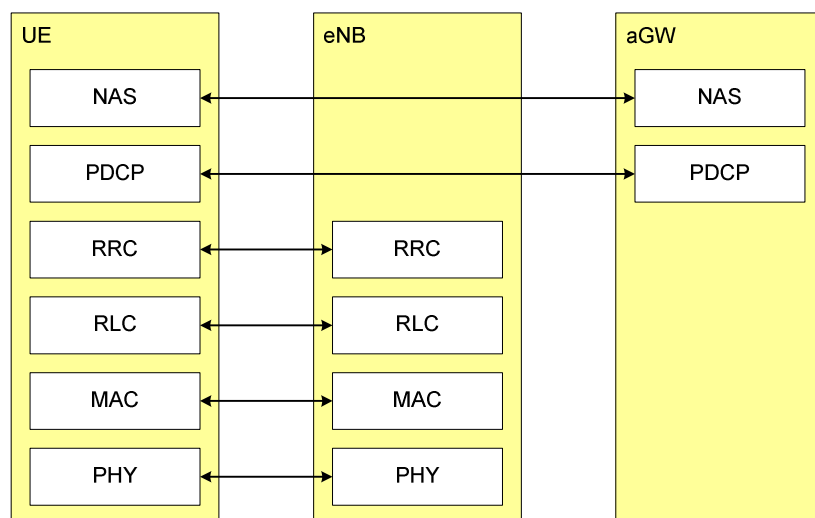 UE
eNB
aGW
NAS
NAS
PDCP
PDCP
RRC
RRC
RLC
RLC
MAC
MAC
PHY
PHY